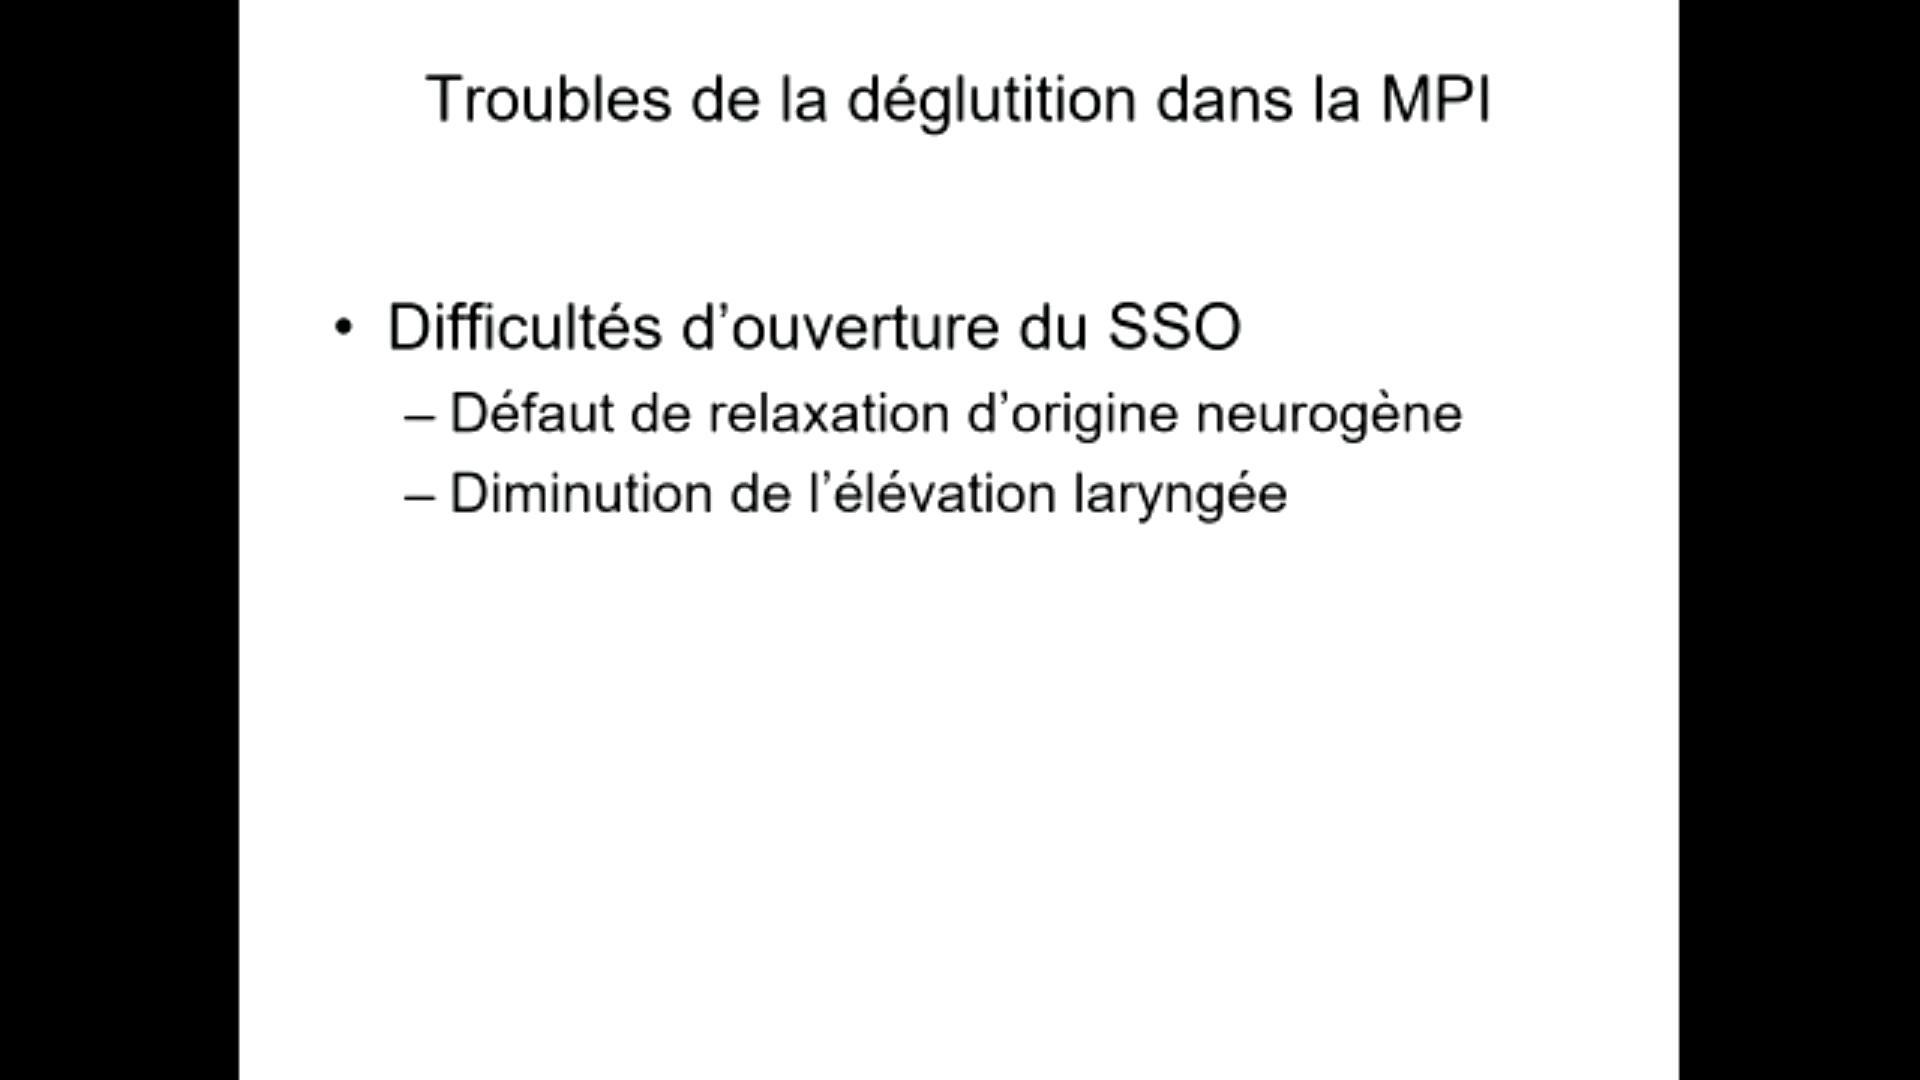 Troubles de la déglutition dans la MPI
• Difficultés d’ouverture du SSO
– Défaut de relaxation d’origine neurogène
– Diminution de l’élévation laryngée